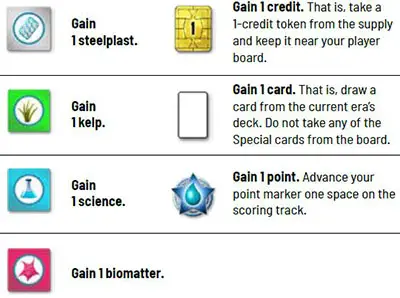 Gain
1 steelplast.
1
Gain 1 credit. That is, take a
1-credit token from the supply
and keep it near your player
board.
Gain
1 kelp.
Gain 1 card. That is, draw a
card from the current era's
deck. Do not take any of the
Special cards from the board.
Gain
1 science.
Gain 1 point. Advance your
point marker one space on the
scoring track.
Gain 1 biomatter.